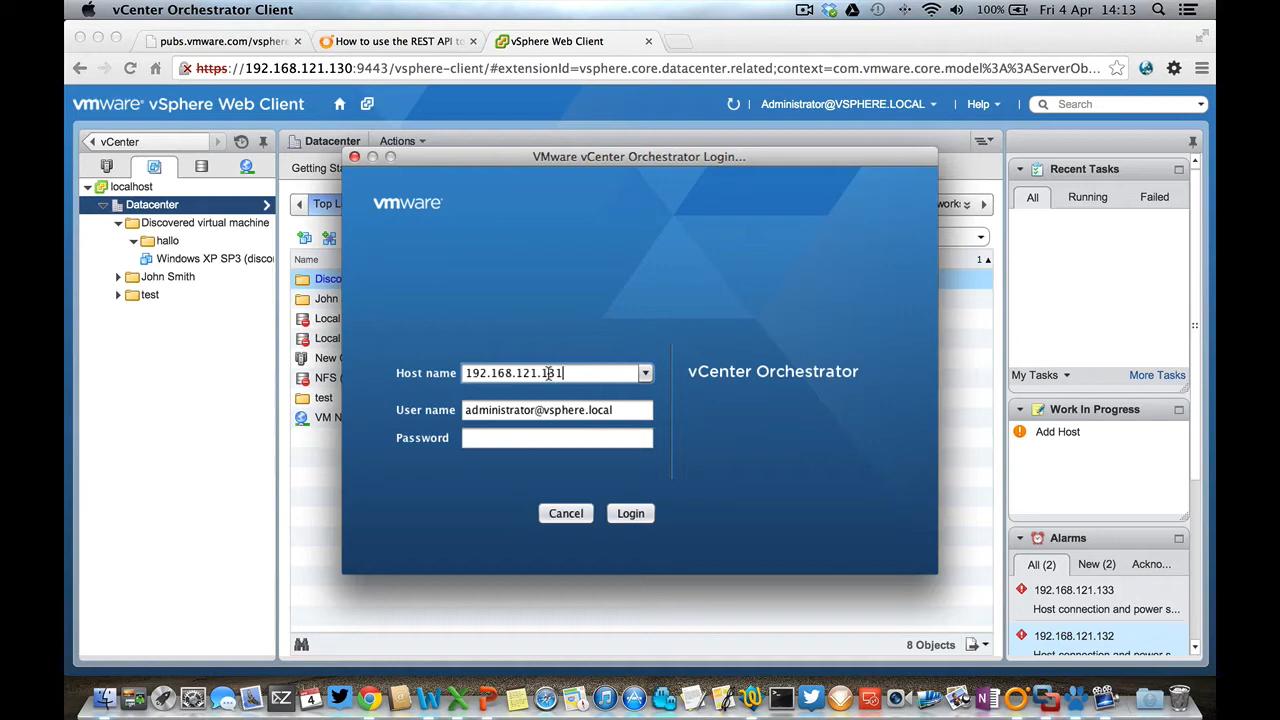 vCenter Orchestrator Client
100%
Fri 4 Apr 14:13
pubs.vmware.com/vsphere
How to use the REST API to
vSphere Web Client
https://192.168.121.130:9443/vsphere-client/#extensionId=vsphere.core.datacenter.related;context=com.vmware.core.model%3A%3AServerOb...
vmware vSphere Web Client
Administrator@VSPHERE.LOCAL
Help
Search
vCenter
Datacenter
Actions
VMware vCenter Orchestrator Login...
Recent Tasks
Getting Sta
All
Running
Failed
localhost
Datacenter
Top L
works
Discovered virtual machine
hallo
Windows XP SP3 (disco
John Smith
test
Name
1
Disco
John
Local
Local
New C
NFS (
test
VM N
vmware
Host name
192.168.121.131
vCenter Orchestrator
User name
administrator@vsphere.local
Password
Cancel
Login
My Tasks
More Tasks
Work In Progress
Add Host
Alarms
All (2)
New (2)
Ackno...
192.168.121.133
Host connection and power s...
192.168.121.132
Host connection and power s...
8 Objects